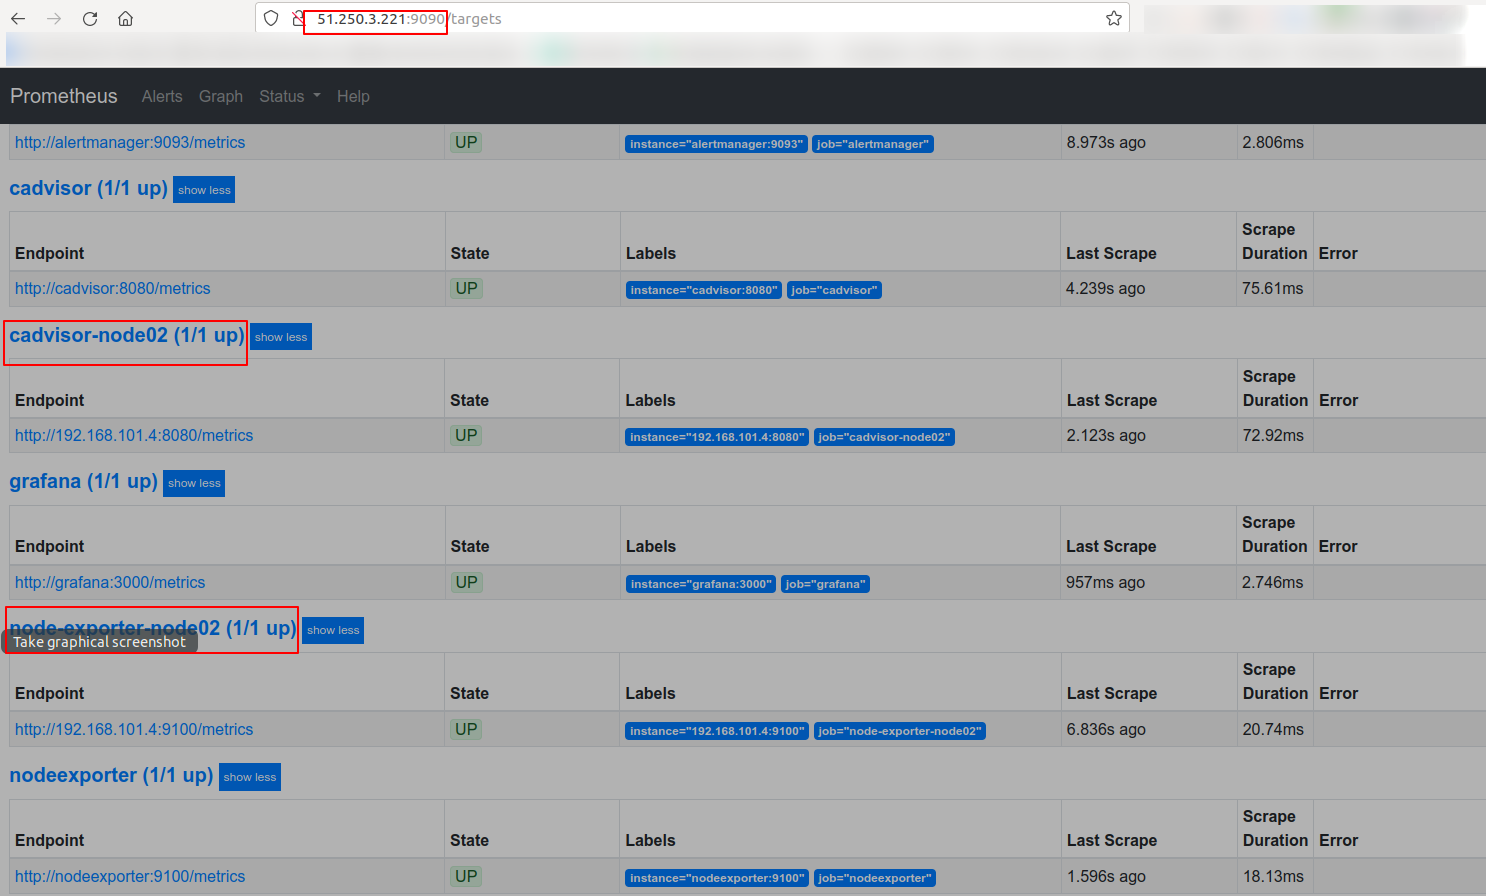 51.250.3.221:9090/targets
Prometheus Alerts Graph Status Help
http://alertmanager:9093/metrics UP instance="alertmanager:9093" job="alertmanager" 8.973s ago 2.806ms
cadvisor (1/1 up) show less
Endpoint State Labels Last Scrape Scrape Duration Error
http://cadvisor:8080/metrics UP instance="cadvisor:8080" job="cadvisor" 4.239s ago 75.61ms
cadvisor-node02 (1/1 up) show less
Endpoint State Labels Last Scrape Scrape Duration Error
http://192.168.101.4:8080/metrics UP instance="192.168.101.4:8080" job="cadvisor-node02" 2.123s ago 72.92ms
grafana (1/1 up) show less
Endpoint State Labels Last Scrape Scrape Duration Error
http://grafana:3000/metrics UP instance="grafana:3000" job="grafana" 957ms ago 2.746ms
node-exporter-node02 (1/1 up) show less
Take graphical screenshot
Endpoint State Labels Last Scrape Scrape Duration Error
http://192.168.101.4:9100/metrics UP instance="192.168.101.4:9100" job="node-exporter-node02" 6.836s ago 20.74ms
nodeexporter (1/1 up) show less
Endpoint State Labels Last Scrape Scrape Duration Error
http://nodeexporter:9100/metrics UP instance="nodeexporter:9100" job="nodeexporter" 1.596s ago 18.13ms